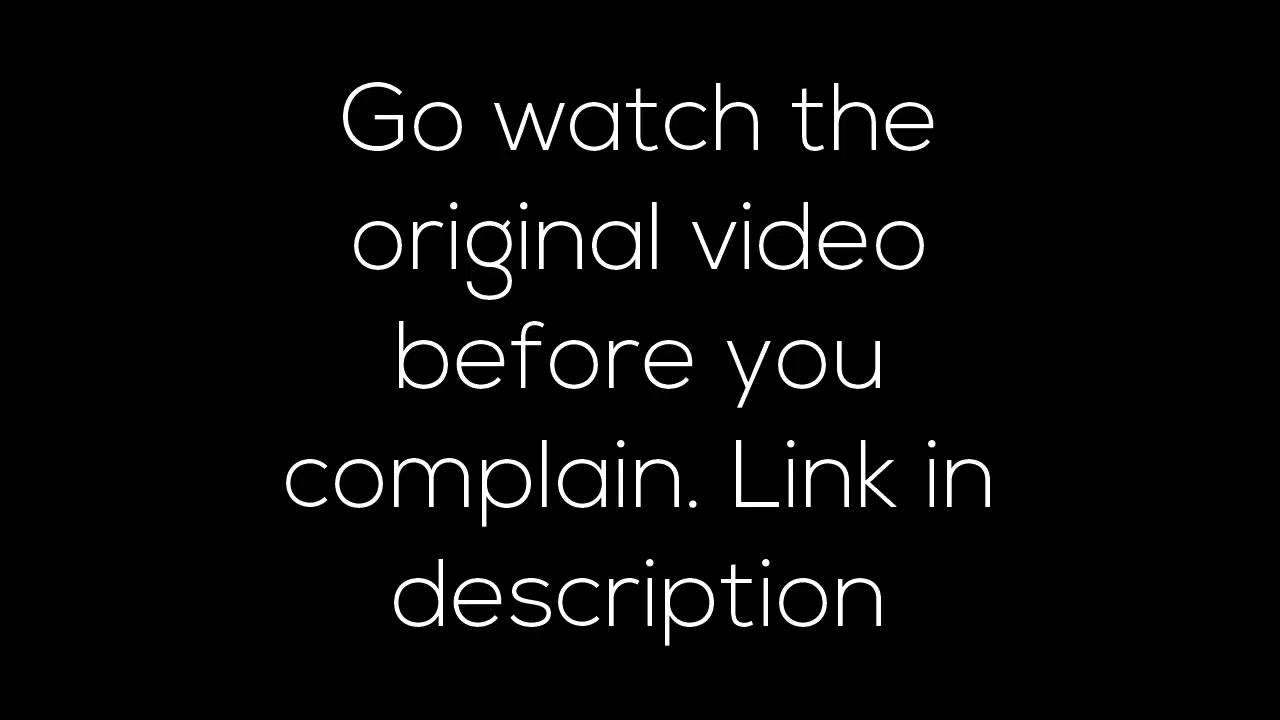 Go watch the
original video
before you
complain. Link in
description